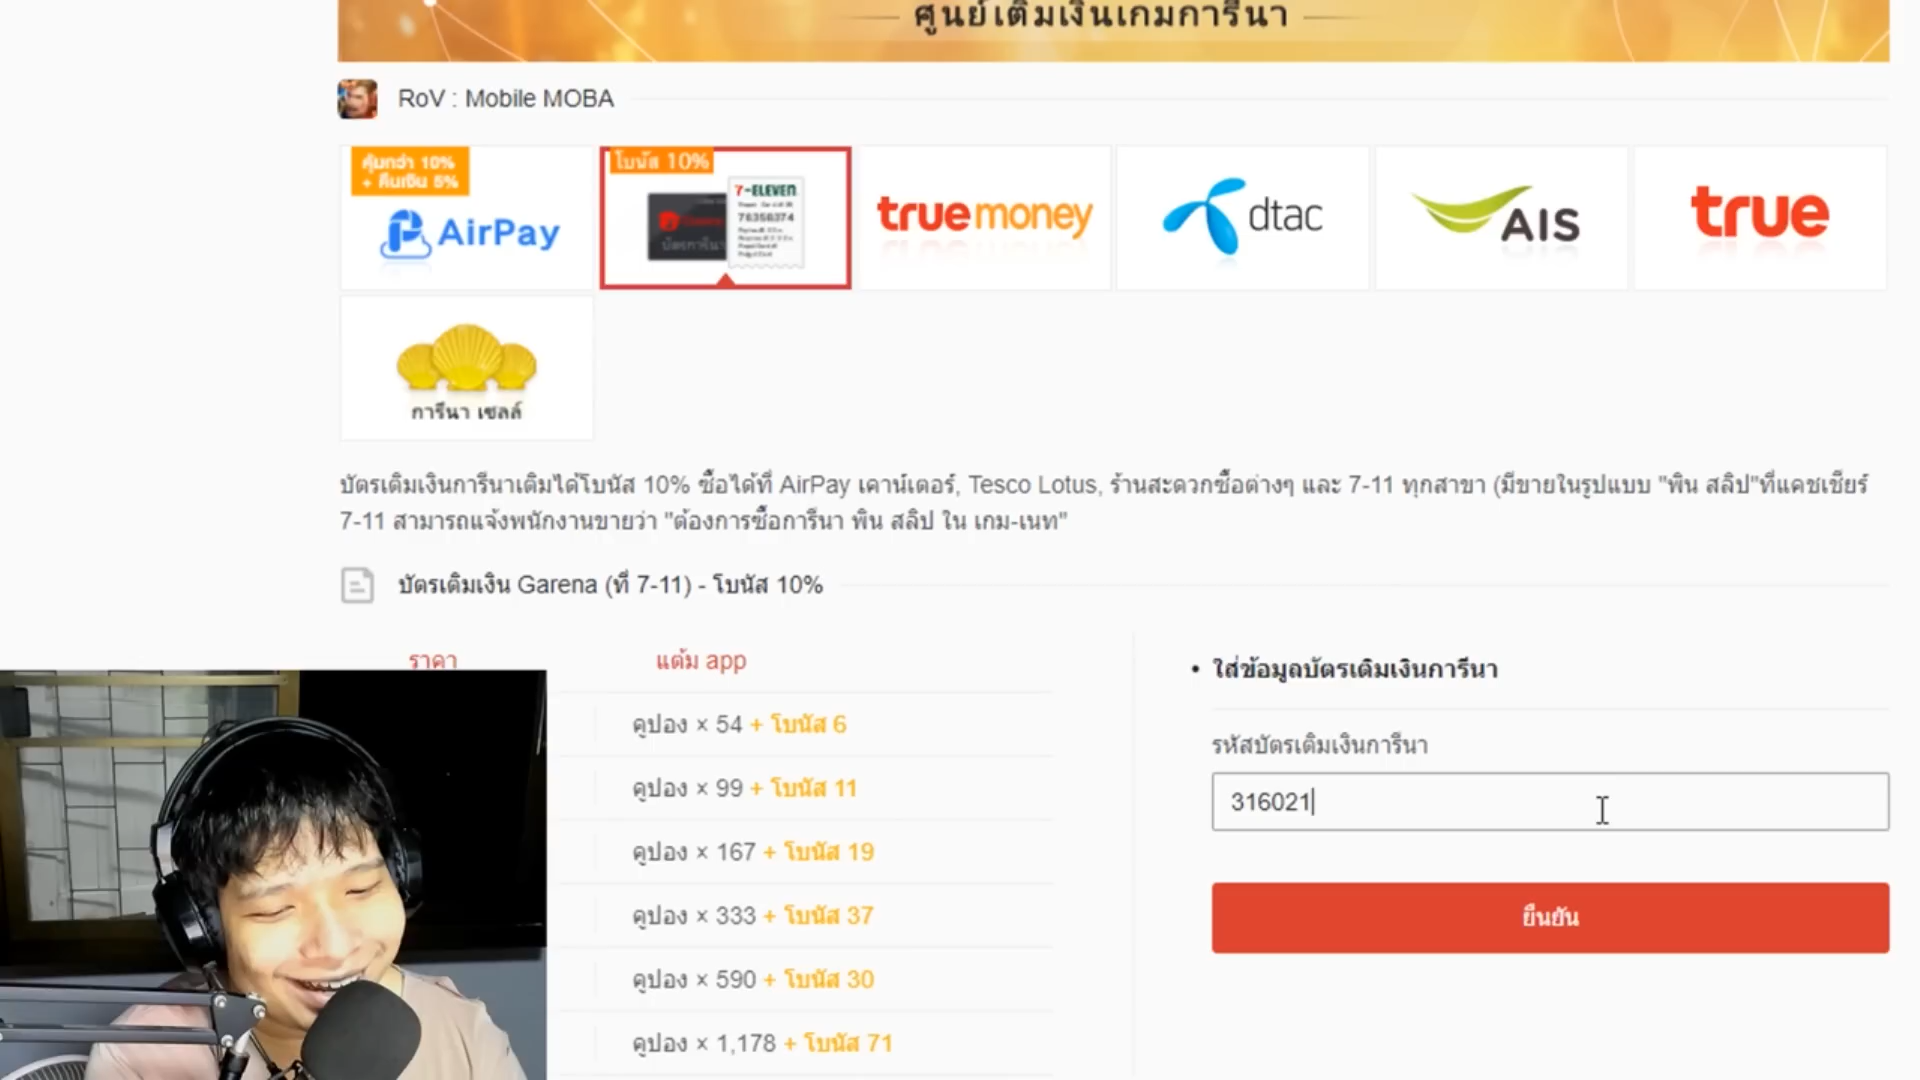 ศูนย์เติมเงินเกมการีนา
RoV : Mobile MOBA
คุ้มกว่า 10%
+ คืนเงิน 5%
AirPay
โบนัส 10%
7-ELEVEN
truemoney
dtac
AIS
true
การีนา เชลล์
บัตรเติมเงินการีนาเติมได้โบนัส 10% ซื้อได้ที่ AirPay เคาน์เตอร์, Tesco Lotus, ร้านสะดวกซื้อต่างๆ และ 7-11 ทุกสาขา (มีขายในรูปแบบ "พิน สลิป"ที่แคชเชียร์
7-11 สามารถแจ้งพนักงานขายว่า "ต้องการซื้อการีนา พิน สลิป ใน เกม-เนท"
บัตรเติมเงิน Garena (ที่ 7-11) - โบนัส 10%
ราคา
แต้ม app
คูปอง × 54 + โบนัส 6
คูปอง × 99 + โบนัส 11
คูปอง × 167 + โบนัส 19
คูปอง × 333 + โบนัส 37
คูปอง × 590 + โบนัส 30
คูปอง × 1,178 + โบนัส 71
• ใส่ข้อมูลบัตรเติมเงินการีนา
รหัสบัตรเติมเงินการีนา
316021
ยืนยัน